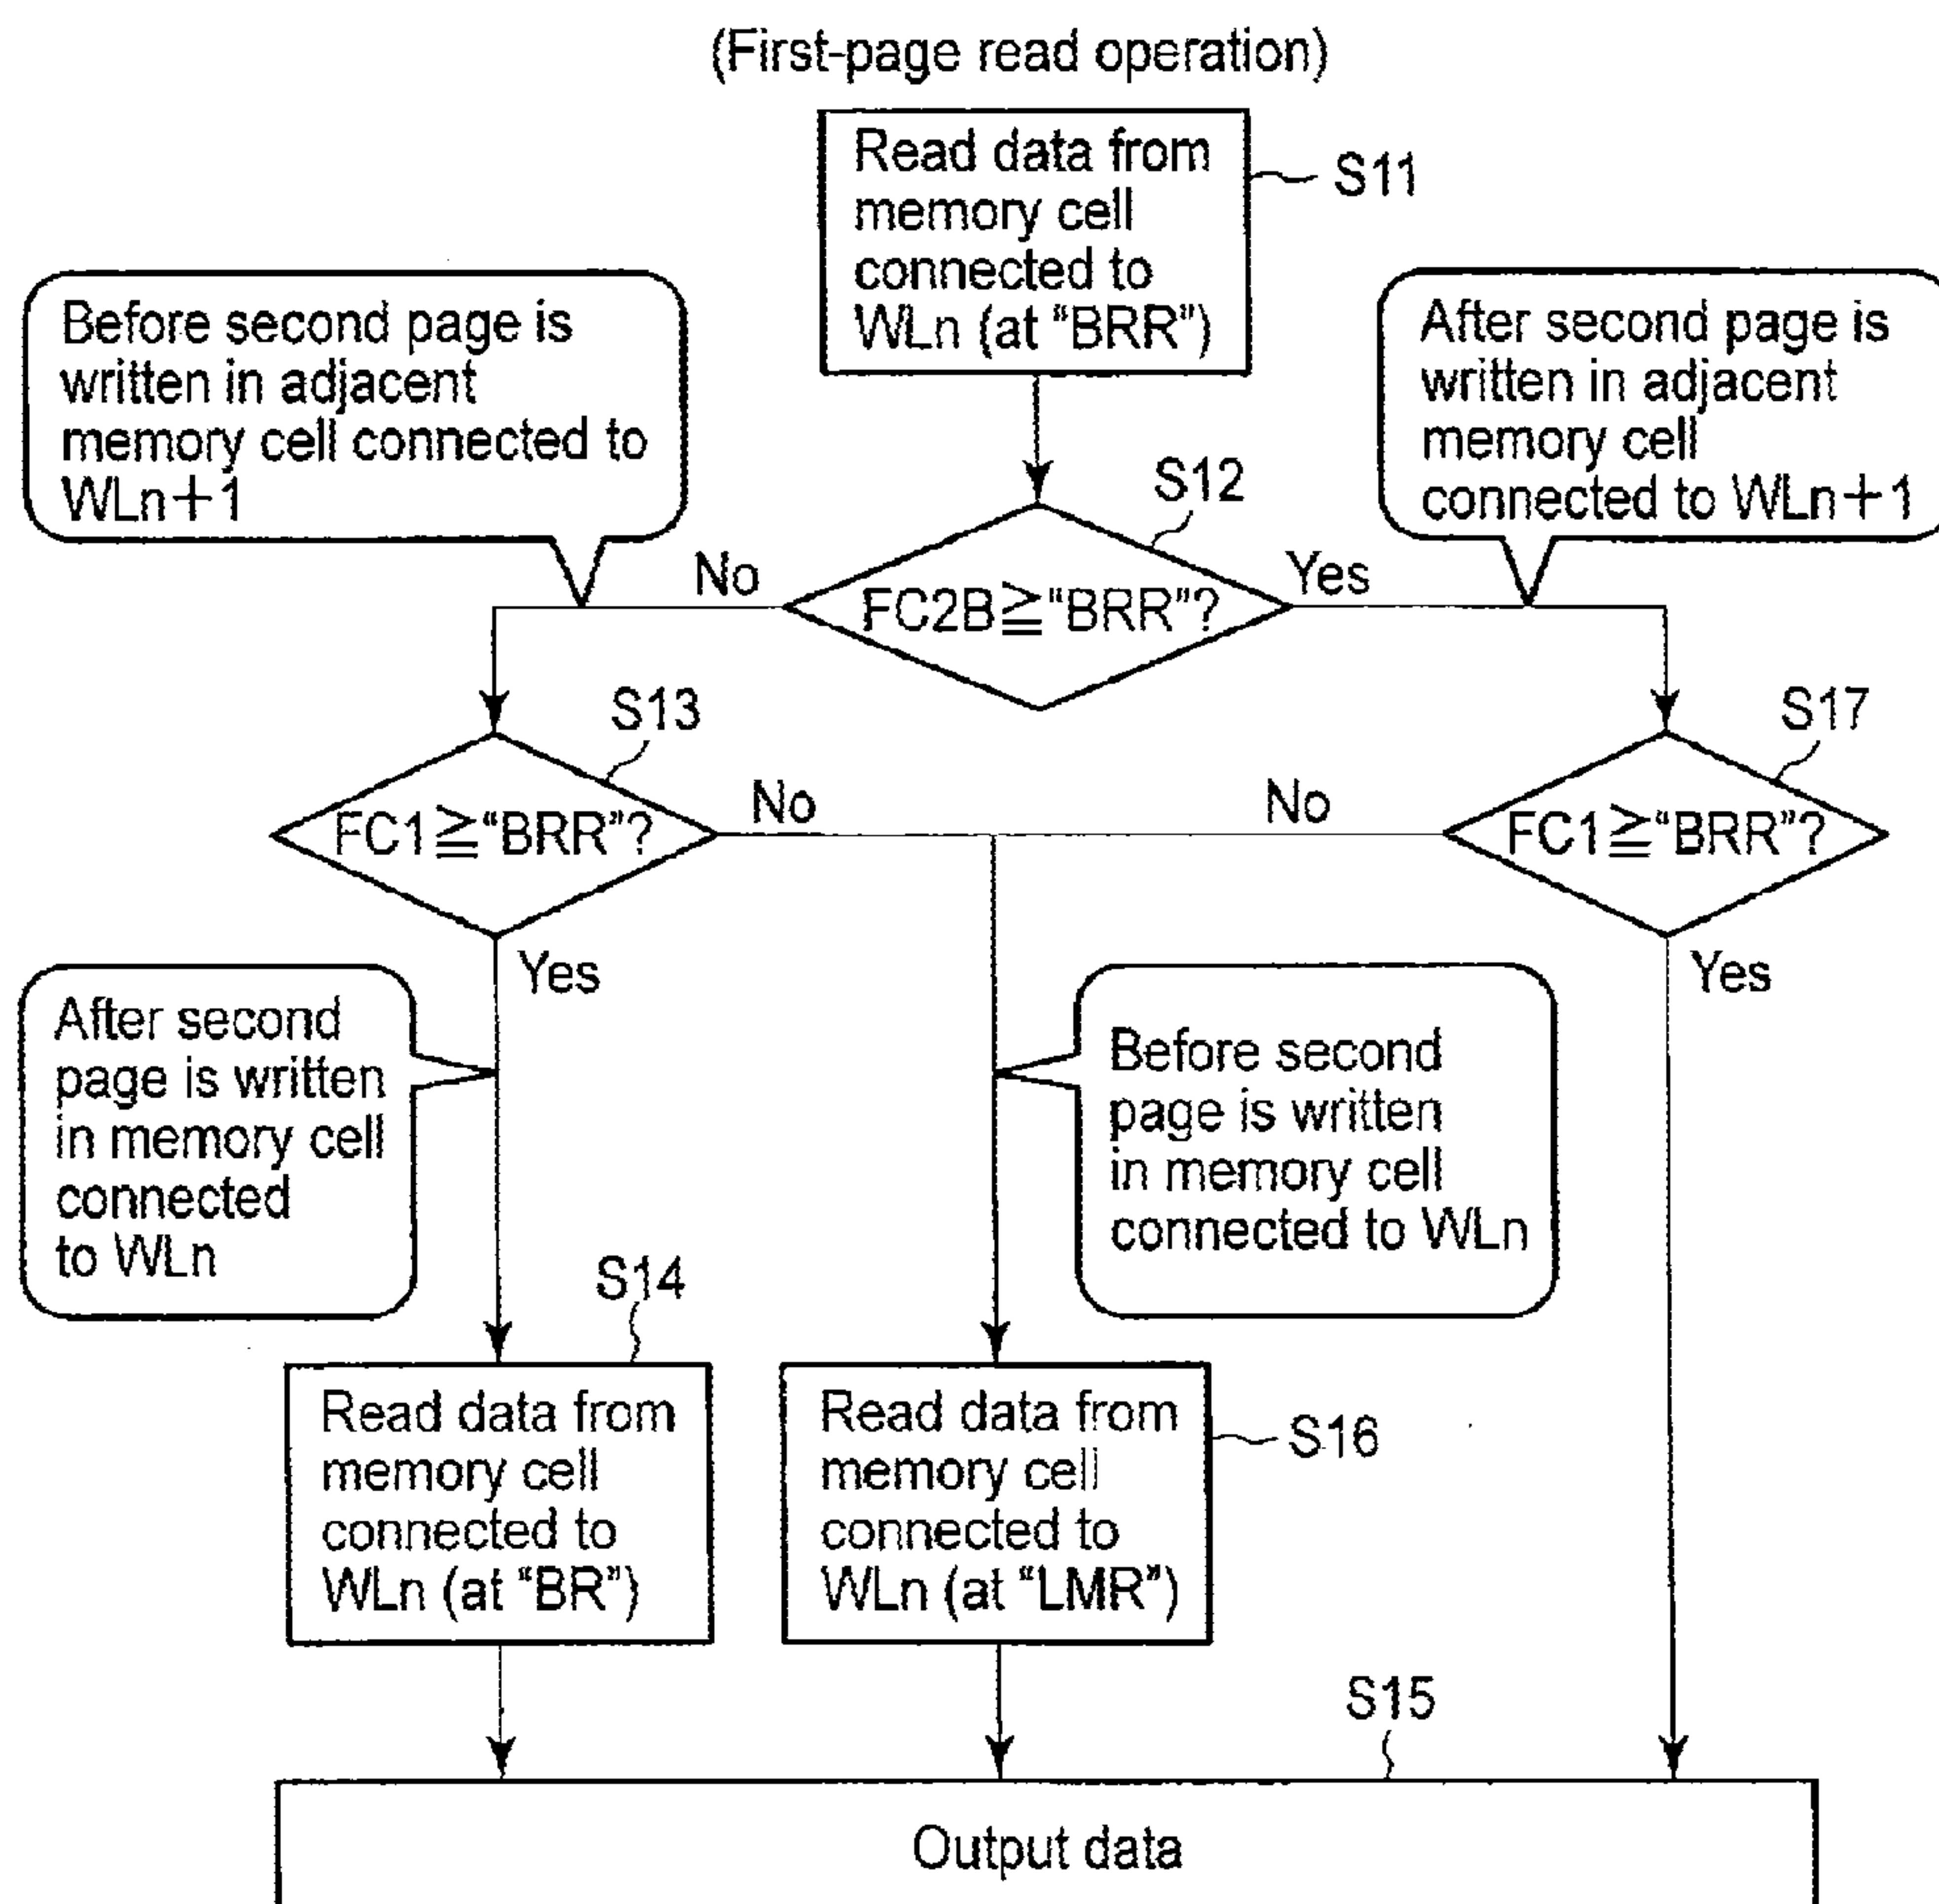 (First-page read operation)
Read data from
memory cell
connected to
WLn (at “BRR”)
S11
Before second page is
written in adjacent
memory cell connected to
WLn+1
After second page is
written in adjacent
memory cell
connected to WLn+1
S12
No
FC2B≧“BRR”?
Yes
S13
FC1≧“BRR”?
No
Yes
S17
No
FC1≧“BRR”?
Yes
After second
page is written
in memory cell
connected
to WLn
Before second
page is written
in memory cell
connected to WLn
S14
Read data from
memory cell
connected to
WLn (at “BR”)
Read data from
memory cell
connected to
WLn (at “LMR”)
S16
S15
Output data